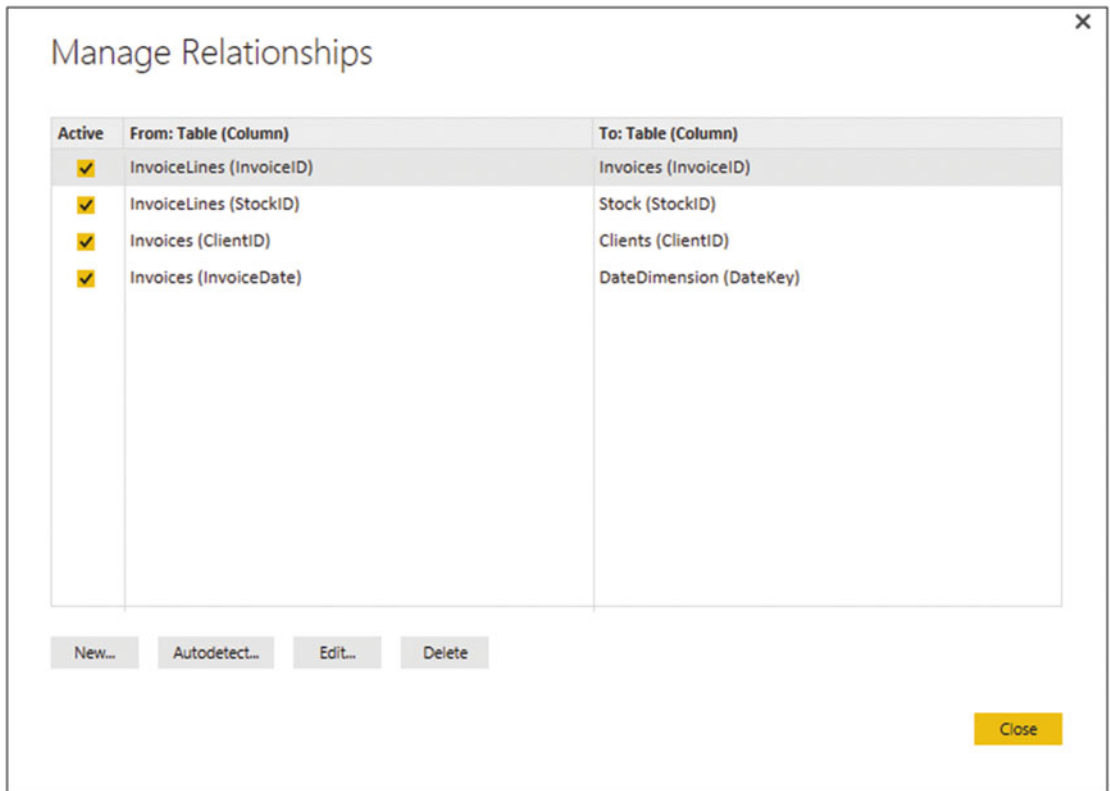 Manage Relationships
Active From: Table (Column) To: Table (Column)
InvoiceLines (InvoiceID) Invoices (InvoiceID)
InvoiceLines (StockID) Stock (StockID)
Invoices (ClientID) Clients (ClientID)
Invoices (InvoiceDate) DateDimension (DateKey)
New... Autodetect... Edit... Delete
Close